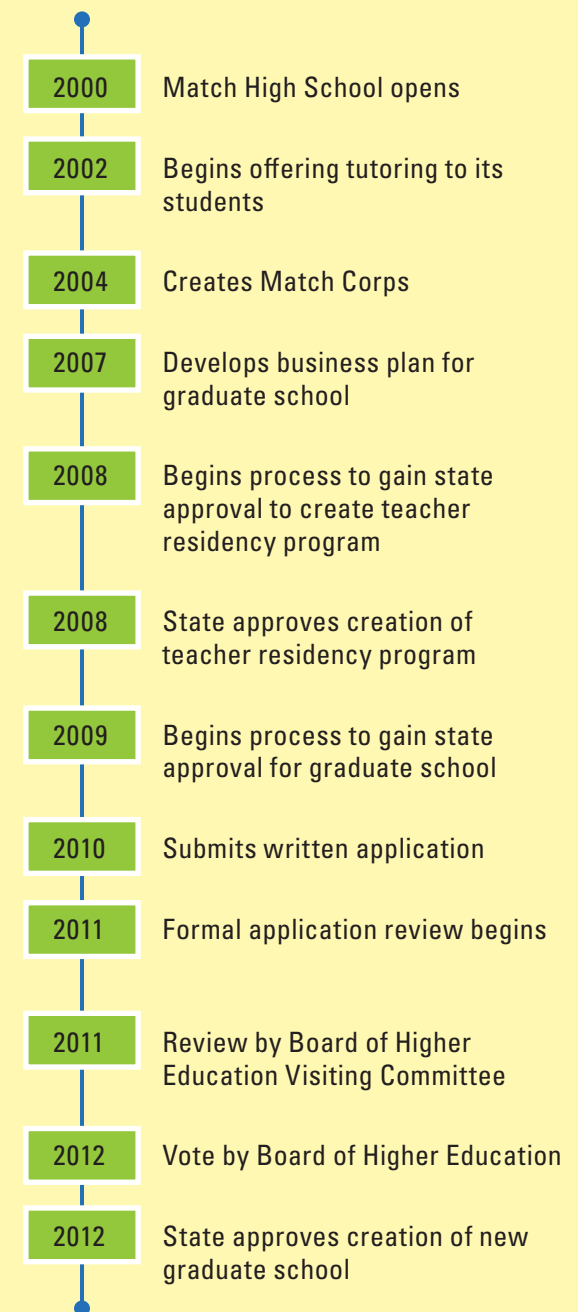 2000 Match High School opens
2002 Begins offering tutoring to its
students
2004 Creates Match Corps
2007 Develops business plan for
graduate school
2008 Begins process to gain state
approval to create teacher
residency program
2008 State approves creation of
teacher residency program
2009 Begins process to gain state
approval for graduate school
2010 Submits written application
2011 Formal application review begins
2011 Review by Board of Higher
Education Visiting Committee
2012 Vote by Board of Higher Education
2012 State approves creation of new
graduate school